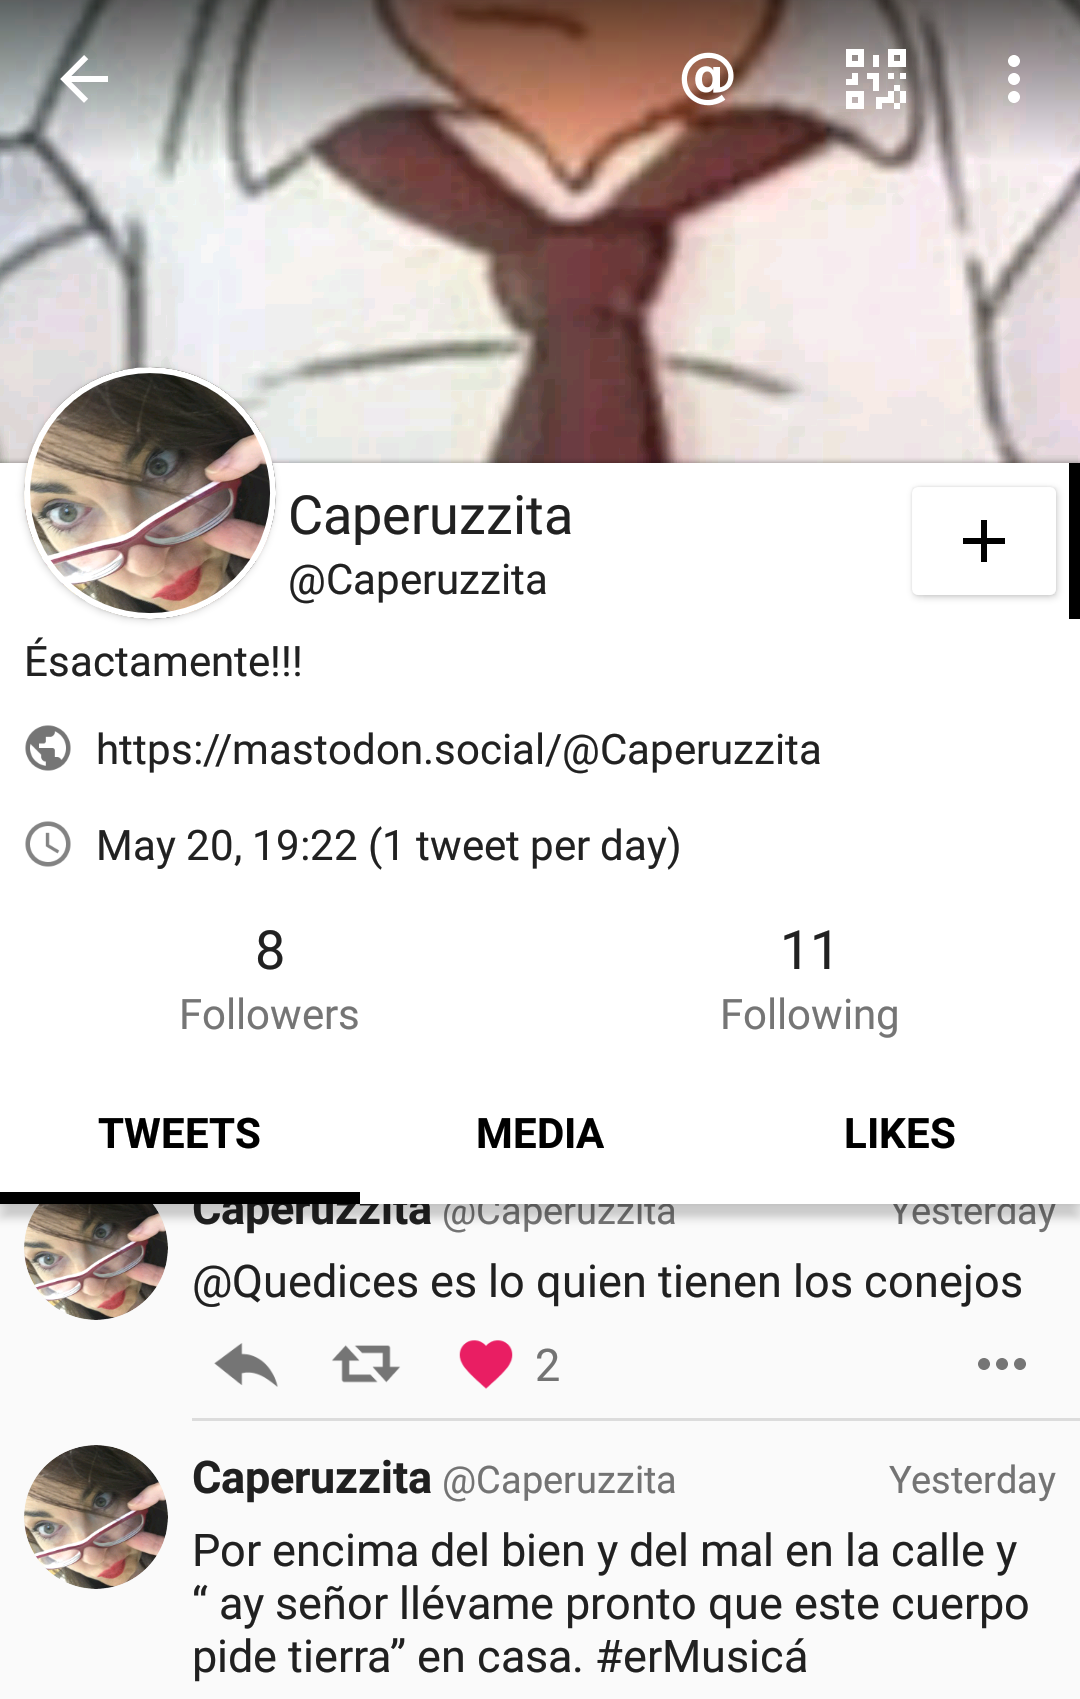 Caperuzzita
@Caperuzzita
Ésactamente!!!
https://mastodon.social/@Caperuzzita
May 20, 19:22 (1 tweet per day)
8 11
Followers Following
TWEETS MEDIA LIKES
Caperuzzita @Caperuzzita Yesterday
@Quedices es lo quien tienen los conejos
2
Caperuzzita @Caperuzzita Yesterday
Por encima del bien y del mal en la calle y
“ ay señor llévame pronto que este cuerpo
pide tierra” en casa. #erMusicá